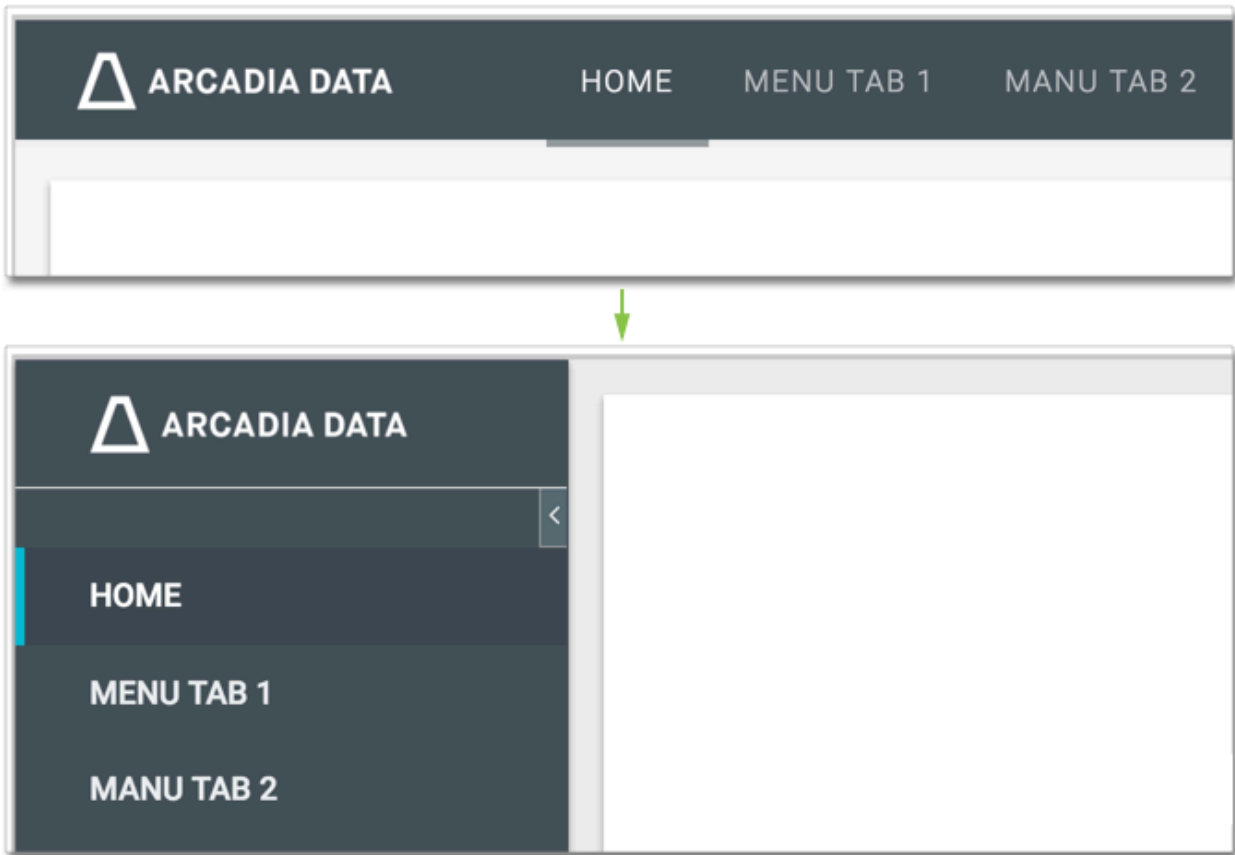 ARCADIA DATA HOME MENU TAB 1 MANU TAB 2
ARCADIA DATA
HOME
MENU TAB 1
MANU TAB 2